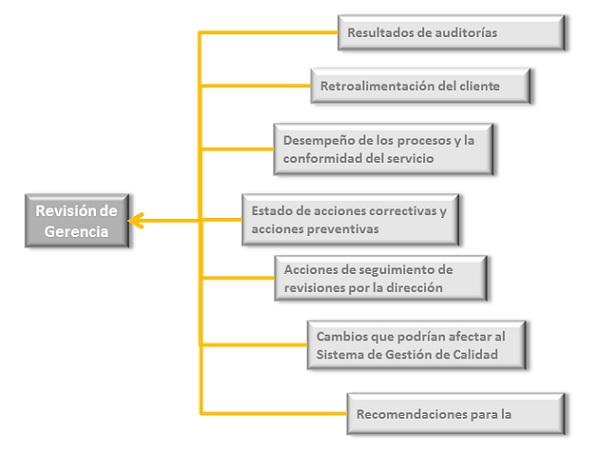 Resultados de auditorías
Retroalimentación del cliente
Desempeño de los procesos y la
conformidad del servicio
Revisión de
Gerencia
Estado de acciones correctivas y
acciones preventivas
Acciones de seguimiento de
revisiones por la dirección
Cambios que podrían afectar al
Sistema de Gestión de Calidad
Recomendaciones para la